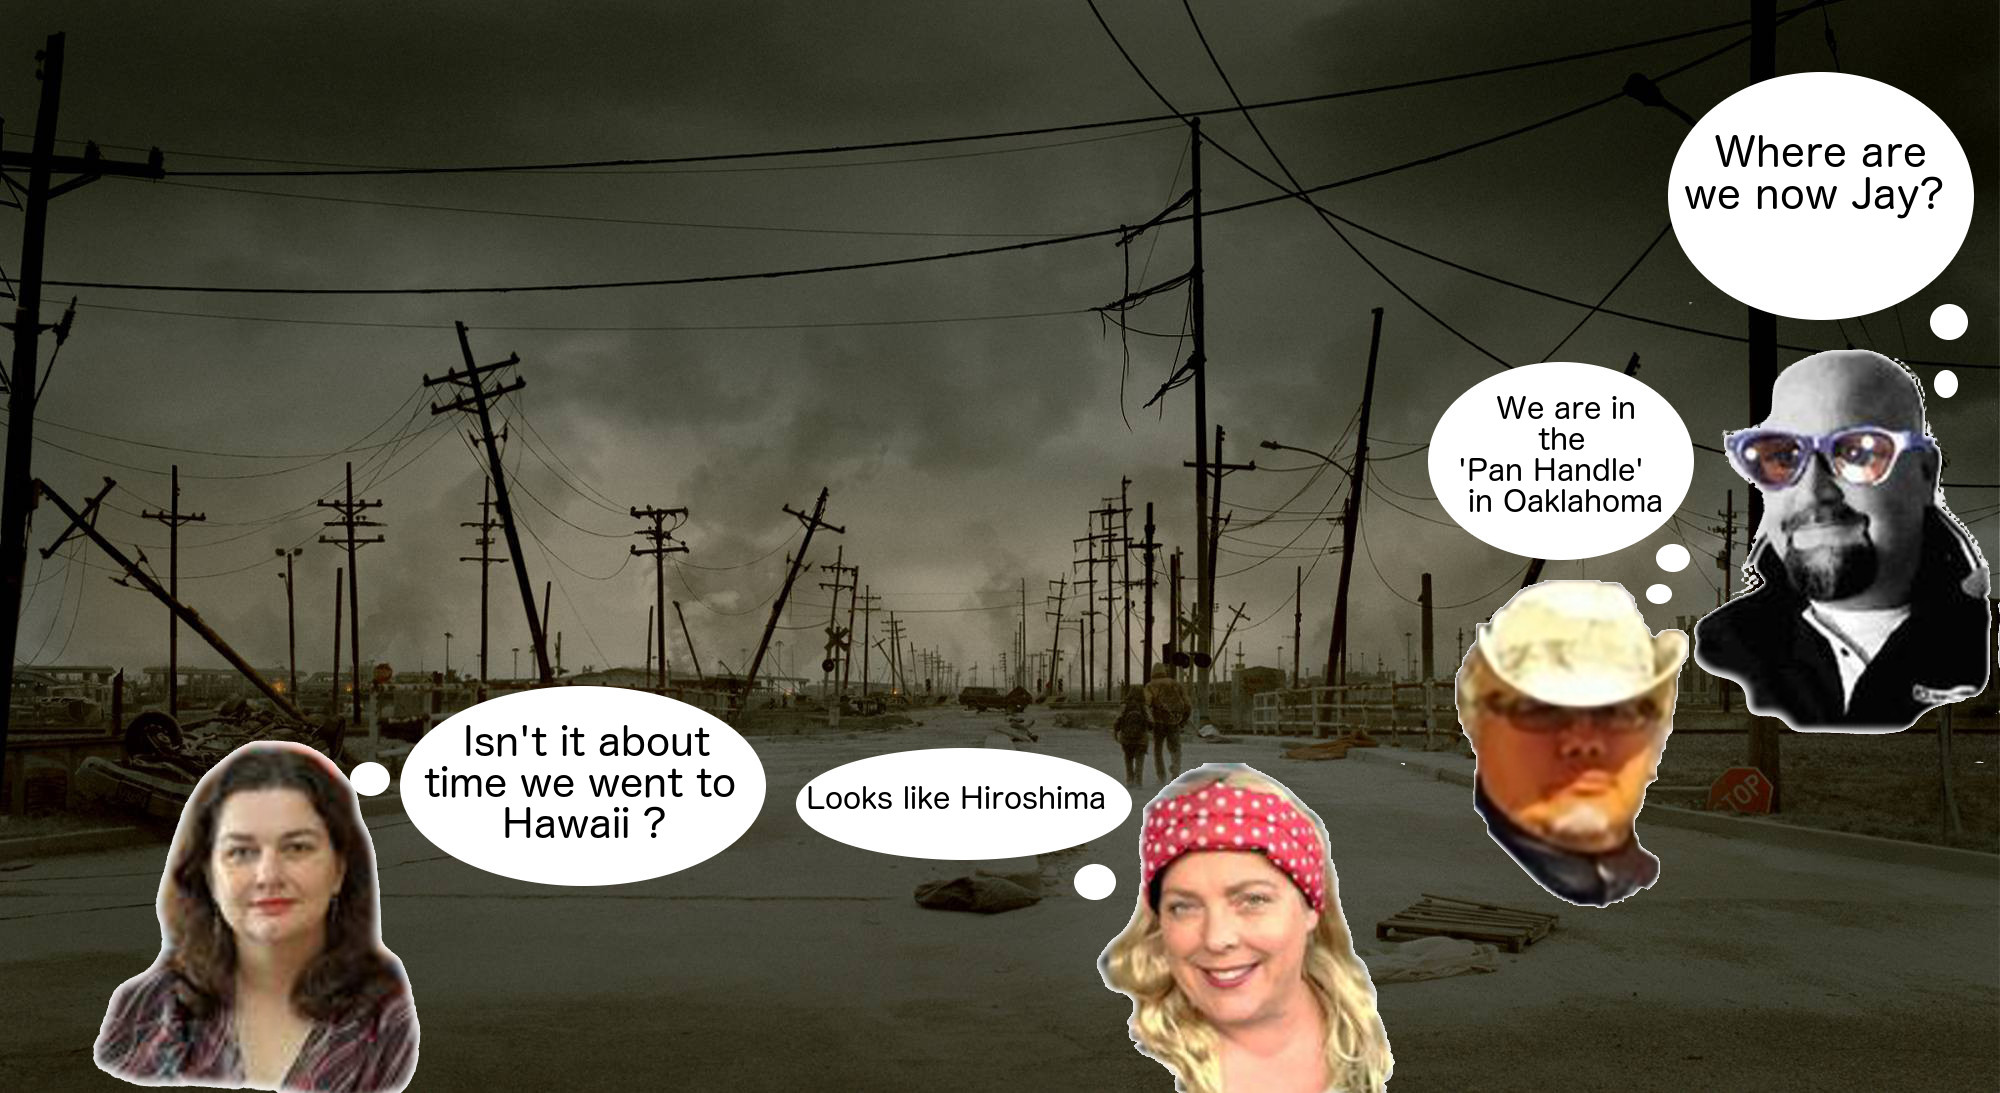 Where are
we now Jay?
We are in
the
'Pan Handle'
in Oaklahoma
Isn't it about
time we went to
Hawaii ?
Looks like Hiroshima
TOP